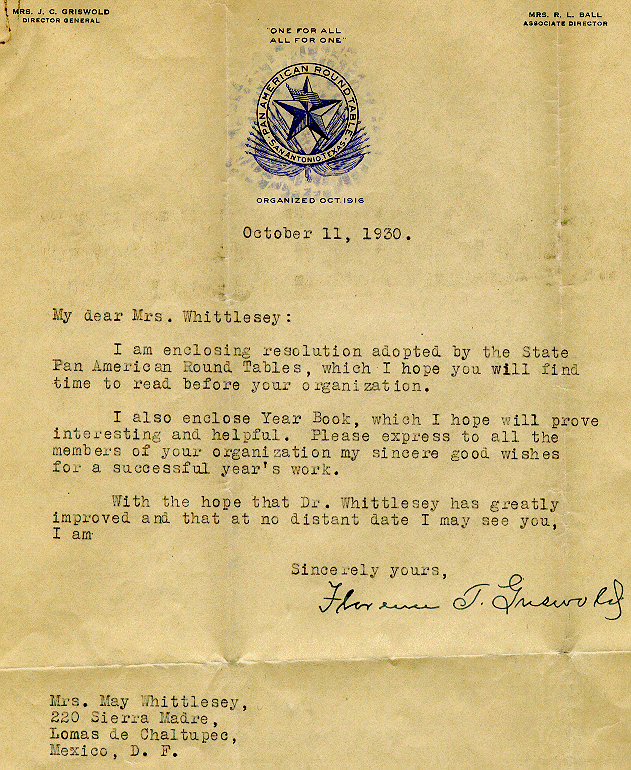 MRS. J. C. GRISWOLD
DIRECTOR GENERAL
MRS. R. L. BALL
ASSOCIATE DIRECTOR
"ONE FOR ALL
ALL FOR ONE"
PAN AMERICAN ROUND TABLE
SAN ANTONIO TEXAS
ORGANIZED OCT. 1916
October 11, 1930.
My dear Mrs. Whittlesey:
I am enclosing resolution adopted by the State
Pan American Round Tables, which I hope you will find
time to read before your organization.
I also enclose Year Book, which I hope will prove
interesting and helpful. Please express to all the
members of your organization my sincere good wishes
for a successful year's work.
With the hope that Dr. Whittlesey has greatly
improved and that at no distant date I may see you,
I am
Sincerely yours,
Florence T. Griswold
Mrs. May Whittlesey,
220 Sierra Madre,
Lomas de Chaltupec,
Mexico, D. F.